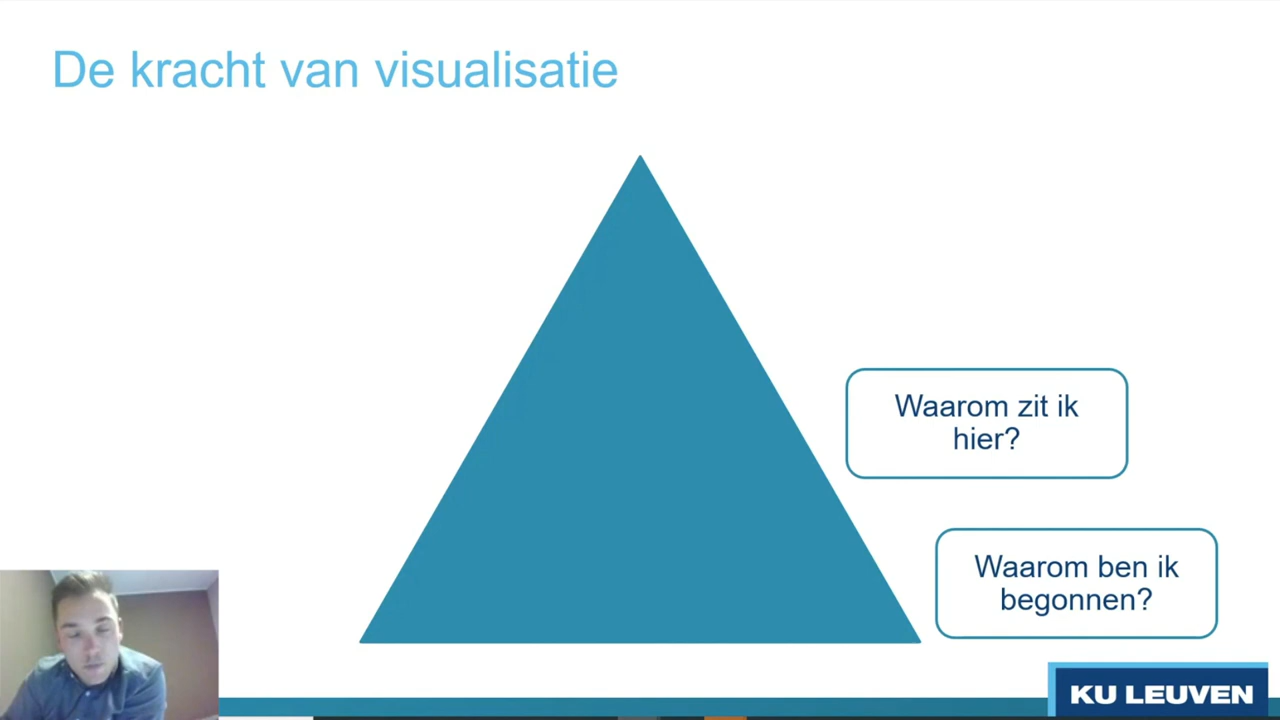 De kracht van visualisatie
Waarom zit ik
hier?
Waarom ben ik
begonnen?
KU LEUVEN